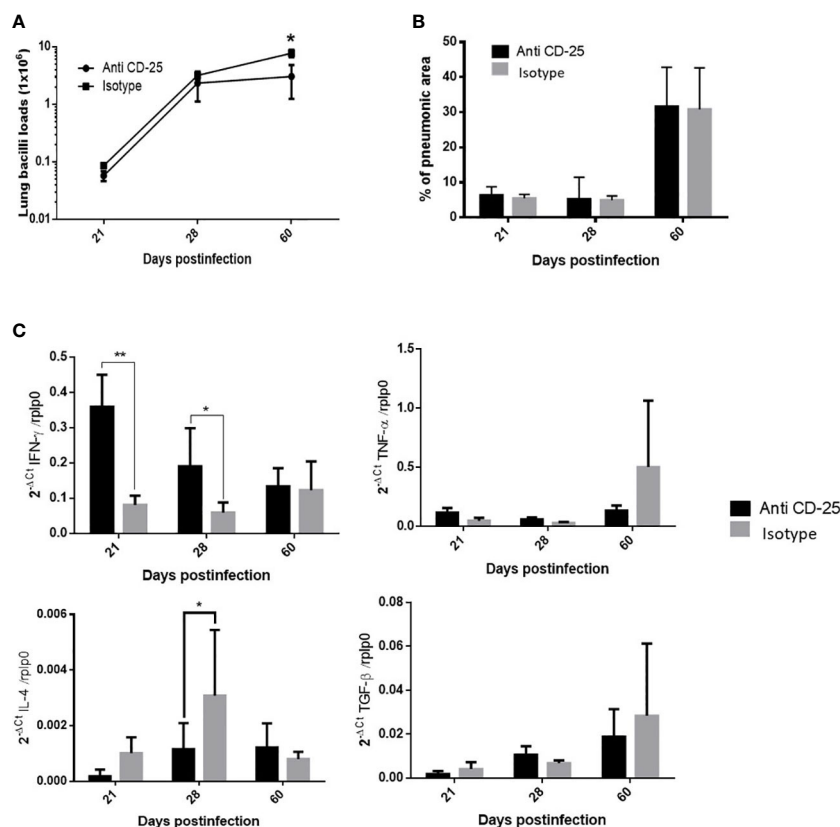 A
Lung bacilli loads (1x10⁶)
10
1
0.1
0.01
*
Anti CD-25
Isotype
21
28
60
Days postinfection
B
% of pneumonic area
50
40
30
20
10
0
Anti CD-25
Isotype
21
28
60
Days postinfection
C
2^-ΔCt IFN-γ /rplp0
0.5
0.4
0.3
0.2
0.1
0.0
**
*
21
28
60
Days postinfection
2^-ΔCt TNF-α /rplp0
1.5
1.0
0.5
0.0
21
28
60
Days postinfection
Anti CD-25
Isotype
2^-ΔCt IL-4 /rplp0
0.006
0.004
0.002
0.000
*
21
28
60
Days postinfection
2^-ΔCt TGF-β /rplp0
0.08
0.06
0.04
0.02
0.00
21
28
60
Days postinfection